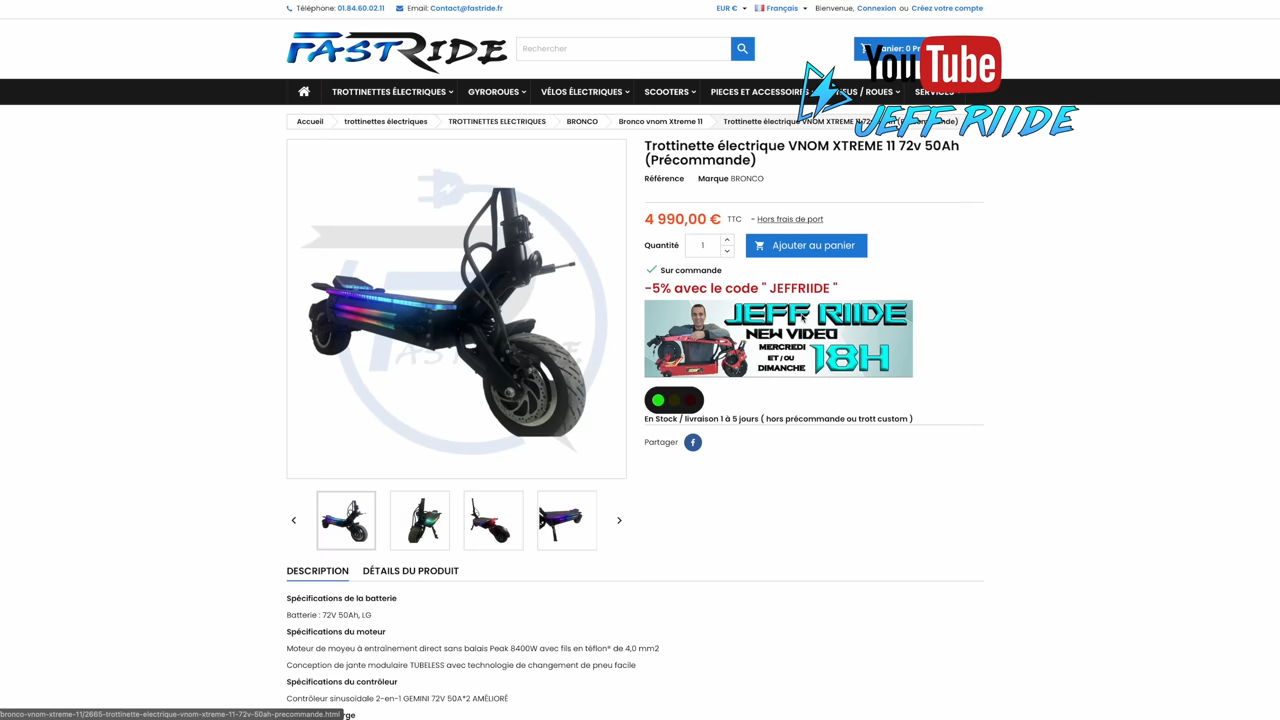 Téléphone: 01.84.60.02.11
Email: Contact@fastride.fr
EUR €
Français
Bienvenue, Connexion ou Créez votre compte
FASTRIDE
Rechercher
Panier: 0
YouTube
JEFF RIIDE
TROTTINETTES ÉLECTRIQUES
GYROROUES
VÉLOS ÉLECTRIQUES
SCOOTERS
PIECES ET ACCESSOIRES
/ ROUES
Accueil
trottinettes électriques
TROTTINETTES ELECTRIQUES
BRONCO
Bronco vnom Xtreme 11
Trottinette électrique VNOM XTREME 11 72v 50Ah
(Précommande)
Référence
Marque BRONCO
4 990,00 €
TTC
- Hors frais de port
Quantité
1
Ajouter au panier
Sur commande
-5% avec le code " JEFFRIIDE "
JEFF RIIDE
NEW VIDEO
MERCREDI
ET/OU
DIMANCHE
18H
En Stock / livraison 1 à 5 jours ( hors précommande ou trott custom )
Partager
DESCRIPTION
DÉTAILS DU PRODUIT
Spécifications de la batterie
Batterie : 72V 50Ah, LG
Spécifications du moteur
Moteur de moyeu à entraînement direct sans balais Peak 8400W avec fils en téflon* de 4,0 mm2
Conception de jante modulaire TUBELESS avec technologie de changement de pneu facile
Spécifications du contrôleur
Contrôleur sinusoïdale 2-en-1 GEMINI 72V 50A*2 AMÉLIORÉ
bronco-vnom-xtreme-11/2665-trottinette-electrique-vnom-xtreme-11-72v-50ah-precommande.html